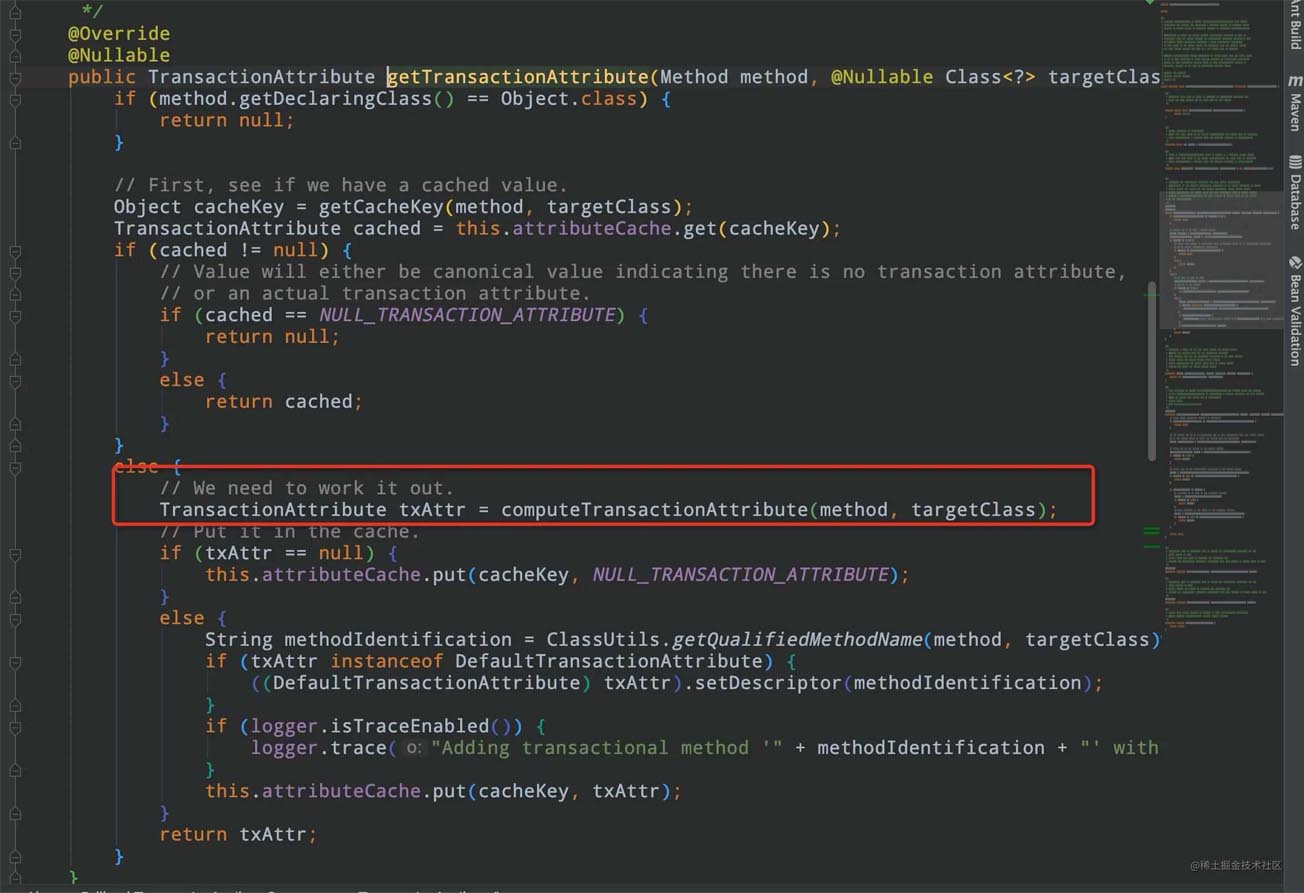 */
@Override
@Nullable
public TransactionAttribute getTransactionAttribute(Method method, @Nullable Class<?> targetClas
if (method.getDeclaringClass() == Object.class) {
return null;
}
// First, see if we have a cached value.
Object cacheKey = getCacheKey(method, targetClass);
TransactionAttribute cached = this.attributeCache.get(cacheKey);
if (cached != null) {
// Value will either be canonical value indicating there is no transaction attribute,
// or an actual transaction attribute.
if (cached == NULL_TRANSACTION_ATTRIBUTE) {
return null;
}
else {
return cached;
}
}
else {
// We need to work it out.
TransactionAttribute txAttr = computeTransactionAttribute(method, targetClass);
// Put it in the cache.
if (txAttr == null) {
this.attributeCache.put(cacheKey, NULL_TRANSACTION_ATTRIBUTE);
}
else {
String methodIdentification = ClassUtils.getQualifiedMethodName(method, targetClass)
if (txAttr instanceof DefaultTransactionAttribute) {
((DefaultTransactionAttribute) txAttr).setDescriptor(methodIdentification);
}
if (logger.isTraceEnabled()) {
logger.trace( o: "Adding transactional method '" + methodIdentification + "' with
}
this.attributeCache.put(cacheKey, txAttr);
}
return txAttr;
}
}
Ant Build
m Maven
Database
Bean Validation
@稀土掘金技术社区